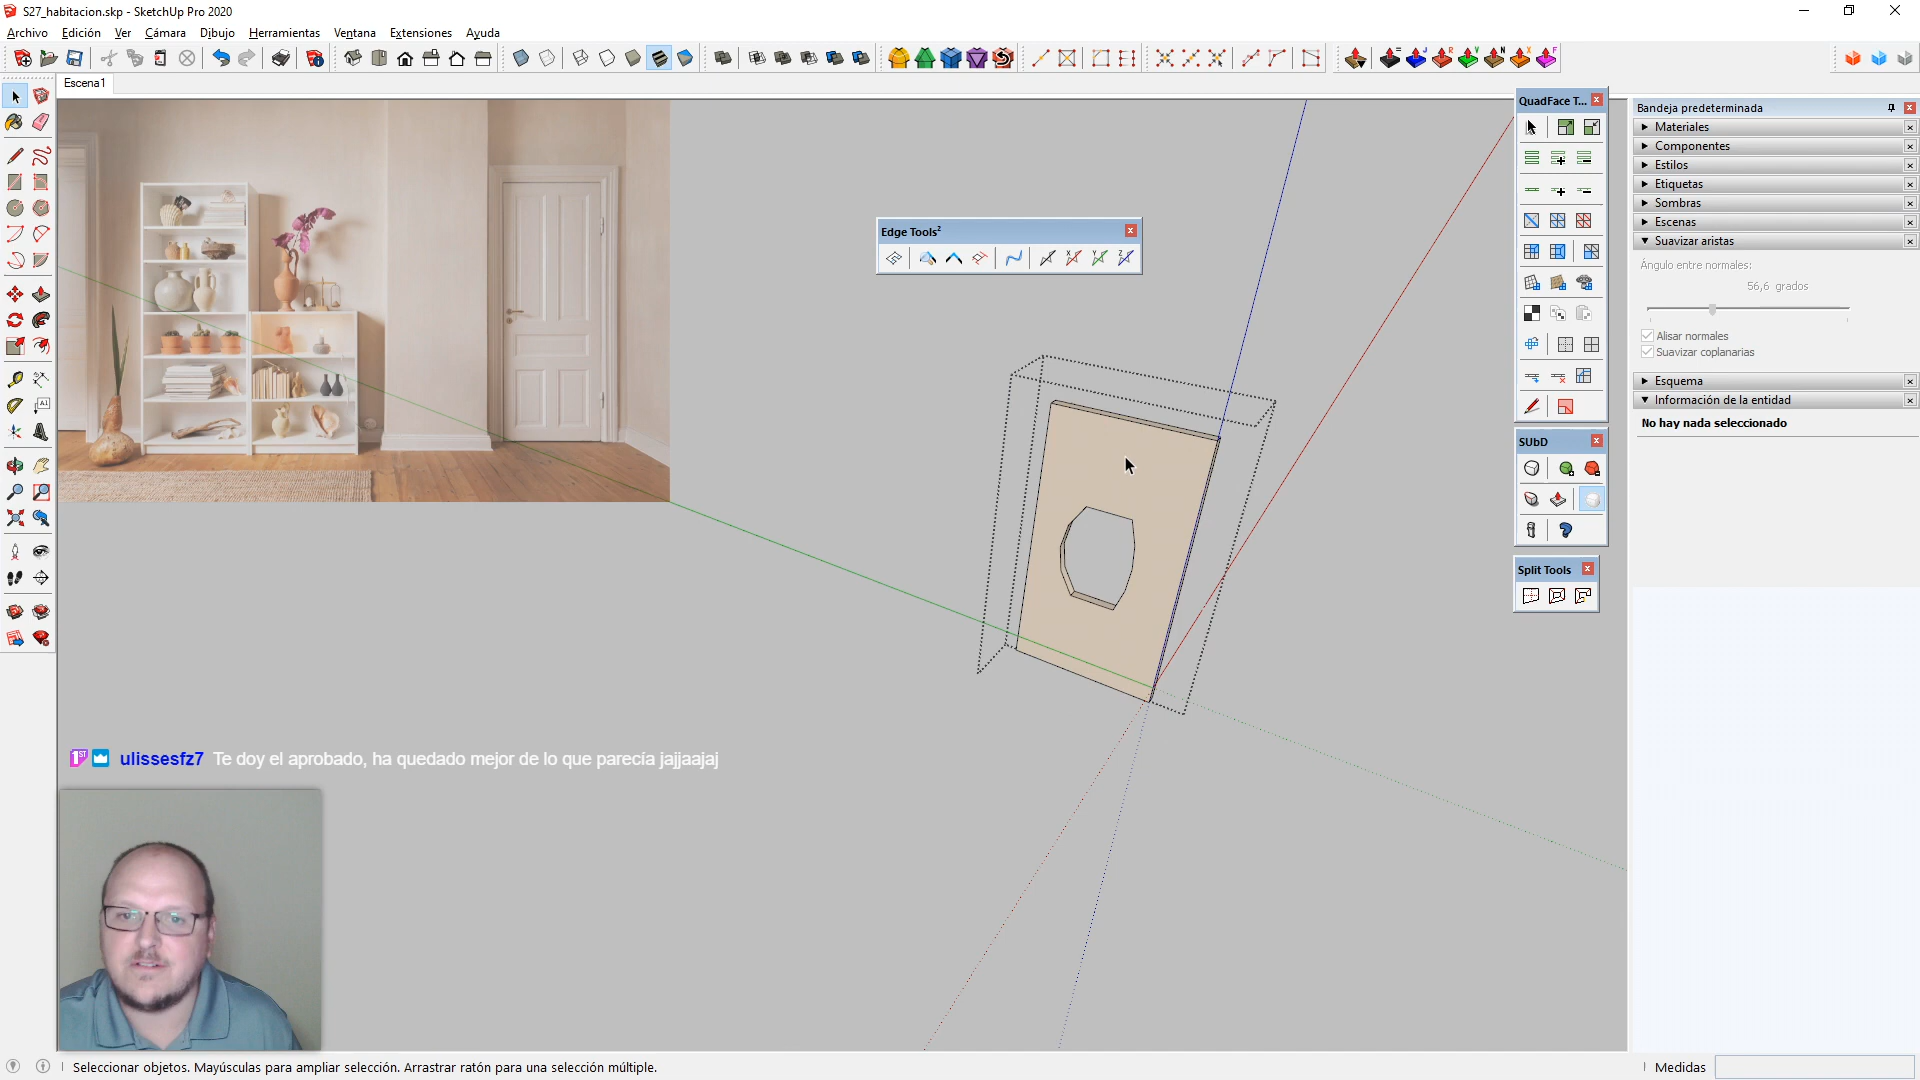 S27_habitacion.skp - SketchUp Pro 2020
Archivo Edición Ver Cámara Dibujo Herramientas Ventana Extensiones Ayuda
Escena1
QuadFace T...
Bandeja predeterminada
Materiales
Componentes
Estilos
Etiquetas
Sombras
Escenas
Suavizar aristas
Ángulo entre normales:
56,6 grados
Alisar normales
Suavizar coplanarias
Esquema
Información de la entidad
No hay nada seleccionado
Edge Tools²
SUbD
Split Tools
ulissesfz7 Te doy el aprobado, ha quedado mejor de lo que parecía jajjaajaj
Seleccionar objetos. Mayúsculas para ampliar selección. Arrastrar ratón para una selección múltiple.
Medidas